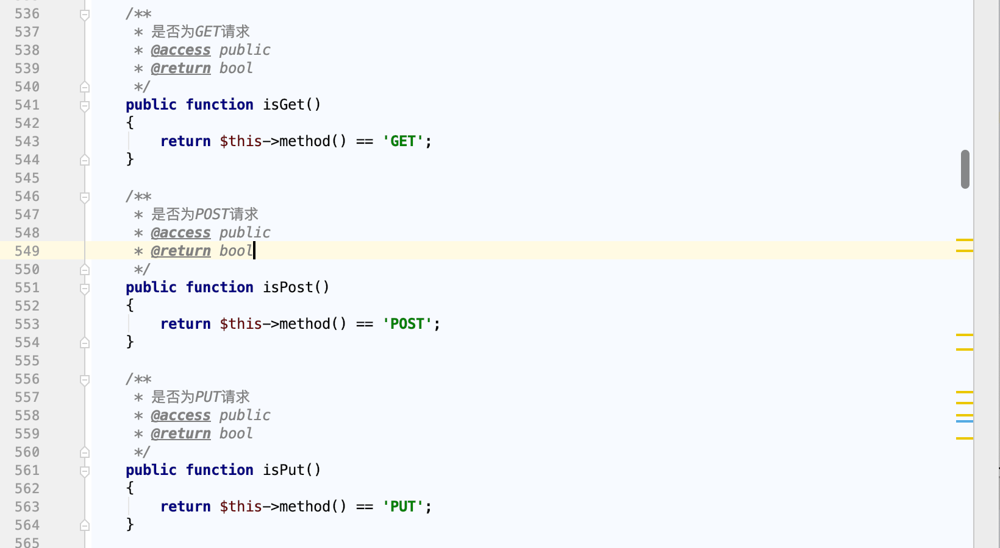 536 /**
537 * 是否为GET请求
538 * @access public
539 * @return bool
540 */
541 public function isGet()
542 {
543 return $this->method() == 'GET';
544 }
545
546 /**
547 * 是否为POST请求
548 * @access public
549 * @return bool
550 */
551 public function isPost()
552 {
553 return $this->method() == 'POST';
554 }
555
556 /**
557 * 是否为PUT请求
558 * @access public
559 * @return bool
560 */
561 public function isPut()
562 {
563 return $this->method() == 'PUT';
564 }
565